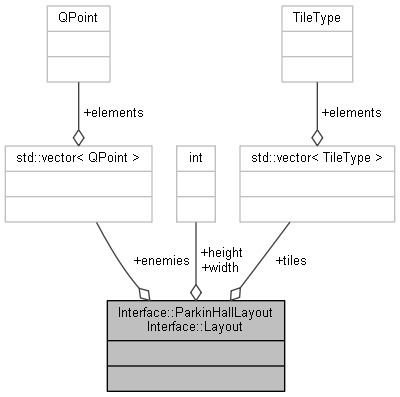 QPoint
TileType
+elements
+elements
std::vector< QPoint >
int
std::vector< TileType >
+enemies
+height
+width
+tiles
Interface::ParkinHallLayout
Interface::Layout